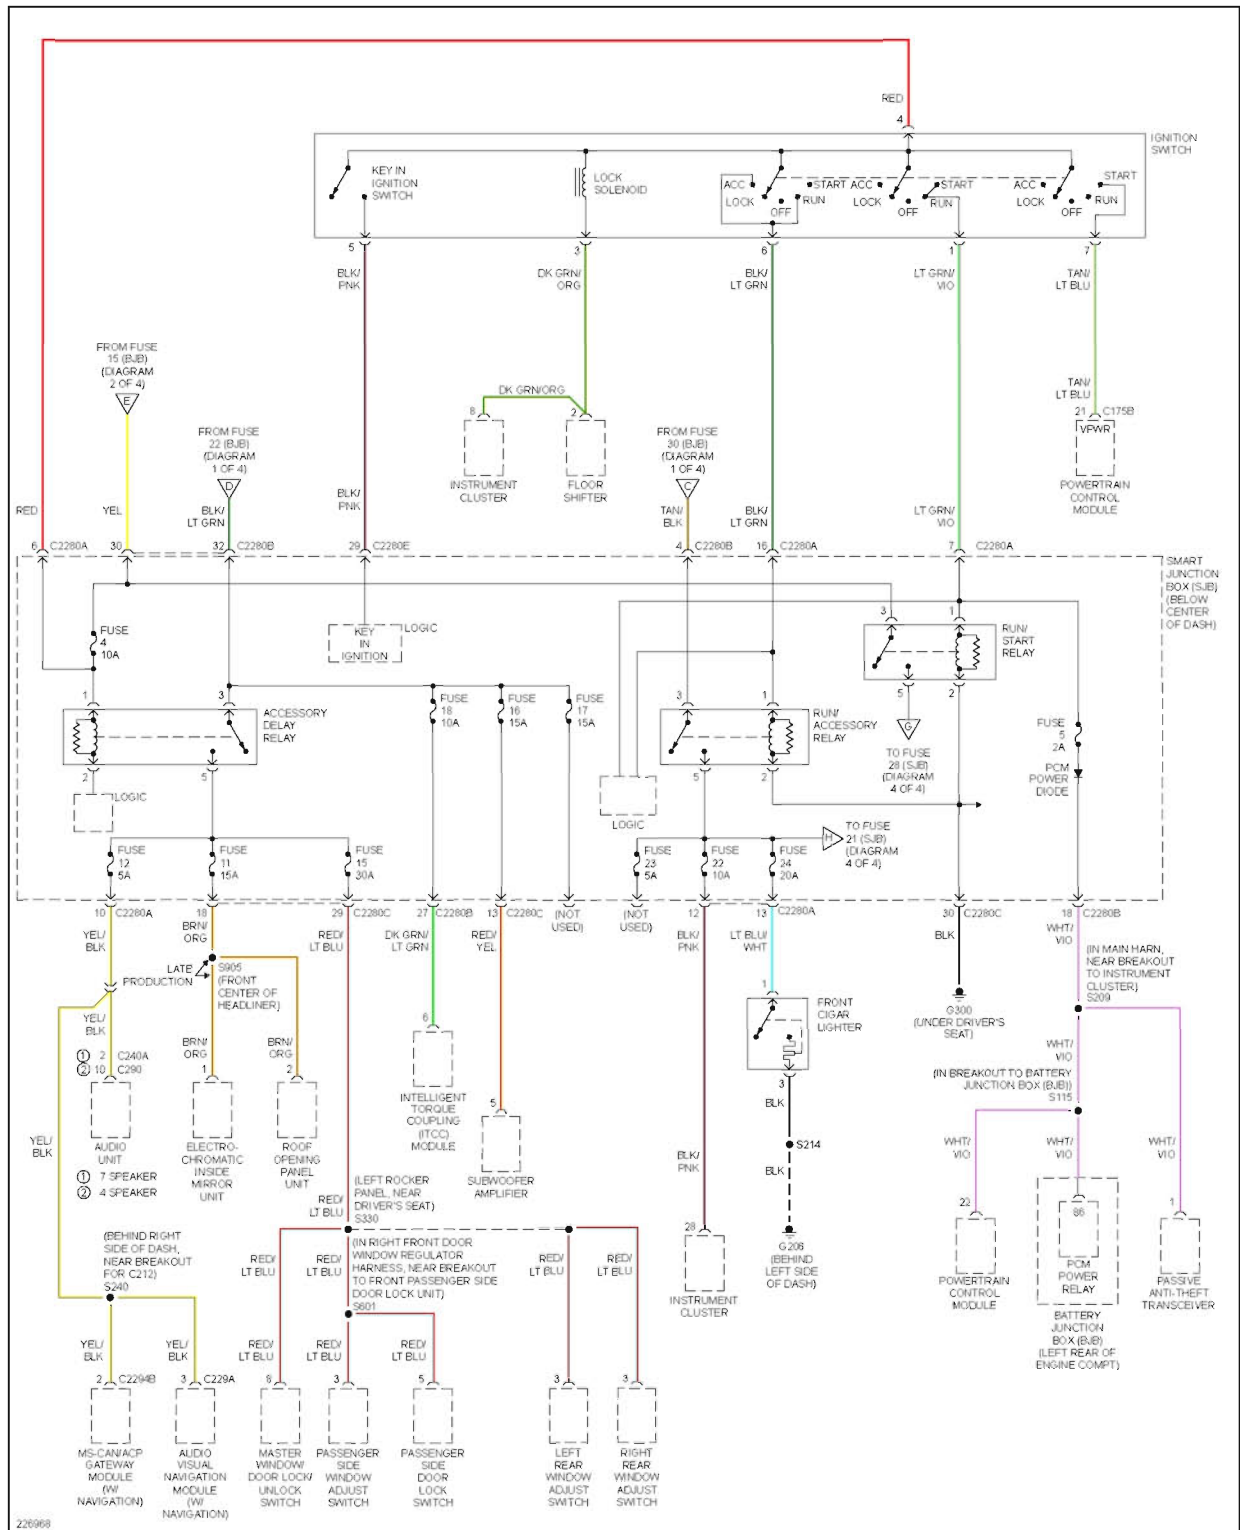 RED
4
IGNITION
SWITCH
KEY IN
IGNITION
SWITCH
LOCK
SOLENOID
ACC
LOCK
OFF
START
RUN
ACC
LOCK
OFF
START
RUN
ACC
LOCK
OFF
START
RUN
5
3
6
1
7
BLK/
PNK
DK GRN/
ORG
BLK/
LT GRN
LT GRN/
VIO
TAN/
LT BLU
FROM FUSE
15 (BJB)
(DIAGRAM
2 OF 4)
E
DK GRN/ORG
TAN/
LT BLU
8
2
21
C175B
VPWR
FROM FUSE
22 (BJB)
(DIAGRAM
1 OF 4)
D
FROM FUSE
30 (BJB)
(DIAGRAM
1 OF 4)
C
INSTRUMENT
CLUSTER
FLOOR
SHIFTER
POWERTRAIN
CONTROL
MODULE
RED
YEL
BLK/
LT GRN
BLK/
PNK
TAN/
BLK
BLK/
LT GRN
LT GRN/
VIO
6
C2280A
30
32
C2280B
29
C2280E
4
C2280B
16
C2280A
7
C2280A
SMART
JUNCTION
BOX (SJB)
(BELOW
CENTER
OF DASH)
FUSE
4
10A
KEY
IN
IGNITION
LOGIC
3
1
RUN/
START
RELAY
5
2
G
TO FUSE
28 (SJB)
(DIAGRAM
4 OF 4)
1
3
ACCESSORY
DELAY
RELAY
2
5
LOGIC
FUSE
18
10A
FUSE
16
15A
FUSE
17
15A
3
1
RUN/
ACCESSORY
RELAY
5
2
LOGIC
FUSE
5
2A
PCM
POWER
DIODE
H
TO FUSE
21 (SJB)
(DIAGRAM
4 OF 4)
FUSE
12
5A
FUSE
11
15A
FUSE
15
30A
FUSE
23
5A
FUSE
22
10A
FUSE
24
20A
10
C2280A
18
29
C2280C
27
C2280B
13
C2280C
(NOT
USED)
(NOT
USED)
12
13
C2280A
30
C2280C
18
C2280B
YEL/
BLK
BRN/
ORG
RED/
LT BLU
DK GRN/
LT GRN
RED/
YEL
BLK/
PNK
LT BLU/
WHT
BLK
WHT/
VIO
LATE
PRODUCTION
S905
(FRONT
CENTER OF
HEADLINER)
(IN MAIN HARN,
NEAR BREAKOUT
TO INSTRUMENT
CLUSTER)
S209
1
FRONT
CIGAR
LIGHTER
3
G300
(UNDER DRIVER'S
SEAT)
YEL/
BLK
1 2 C240A
2 10 C290
BRN/
ORG
1
BRN/
ORG
2
6
WHT/
VIO
(IN BREAKOUT TO BATTERY
JUNCTION BOX (BJB))
S115
AUDIO
UNIT
1 7 SPEAKER
2 4 SPEAKER
ELECTRO-
CHROMATIC
INSIDE
MIRROR
UNIT
ROOF
OPENING
PANEL
UNIT
INTELLIGENT
TORQUE
COUPLING
(ITCC)
MODULE
5
SUBWOOFER
AMPLIFIER
BLK
S214
BLK
YEL/
BLK
BLK/
PNK
WHT/
VIO
WHT/
VIO
WHT/
VIO
RED/
LT BLU
(LEFT ROCKER
PANEL, NEAR
DRIVER'S SEAT)
S330
28
INSTRUMENT
CLUSTER
G206
(BEHIND
LEFT SIDE
OF DASH)
22
POWERTRAIN
CONTROL
MODULE
86
PCM
POWER
RELAY
BATTERY
JUNCTION
BOX (BJB)
(LEFT REAR OF
ENGINE COMPT)
1
PASSIVE
ANTI-THEFT
TRANSCEIVER
(BEHIND RIGHT
SIDE OF DASH,
NEAR BREAKOUT
FOR C212)
S240
RED/
LT BLU
RED/
LT BLU
(IN RIGHT FRONT DOOR
WINDOW REGULATOR
HARNESS, NEAR BREAKOUT
TO FRONT PASSENGER SIDE
DOOR LOCK UNIT)
S601
RED/
LT BLU
RED/
LT BLU
YEL/
BLK
YEL/
BLK
RED/
LT BLU
RED/
LT BLU
RED/
LT BLU
2
C2294B
3
C229A
8
3
5
3
3
MS-CAN/ACP
GATEWAY
MODULE
(W/
NAVIGATION)
AUDIO
VISUAL
NAVIGATION
MODULE
(W/
NAVIGATION)
MASTER
WINDOW/
DOOR LOCK/
UNLOCK
SWITCH
PASSENGER
SIDE
WINDOW
ADJUST
SWITCH
PASSENGER
SIDE
DOOR
LOCK
SWITCH
LEFT
REAR
WINDOW
ADJUST
SWITCH
RIGHT
REAR
WINDOW
ADJUST
SWITCH
226968